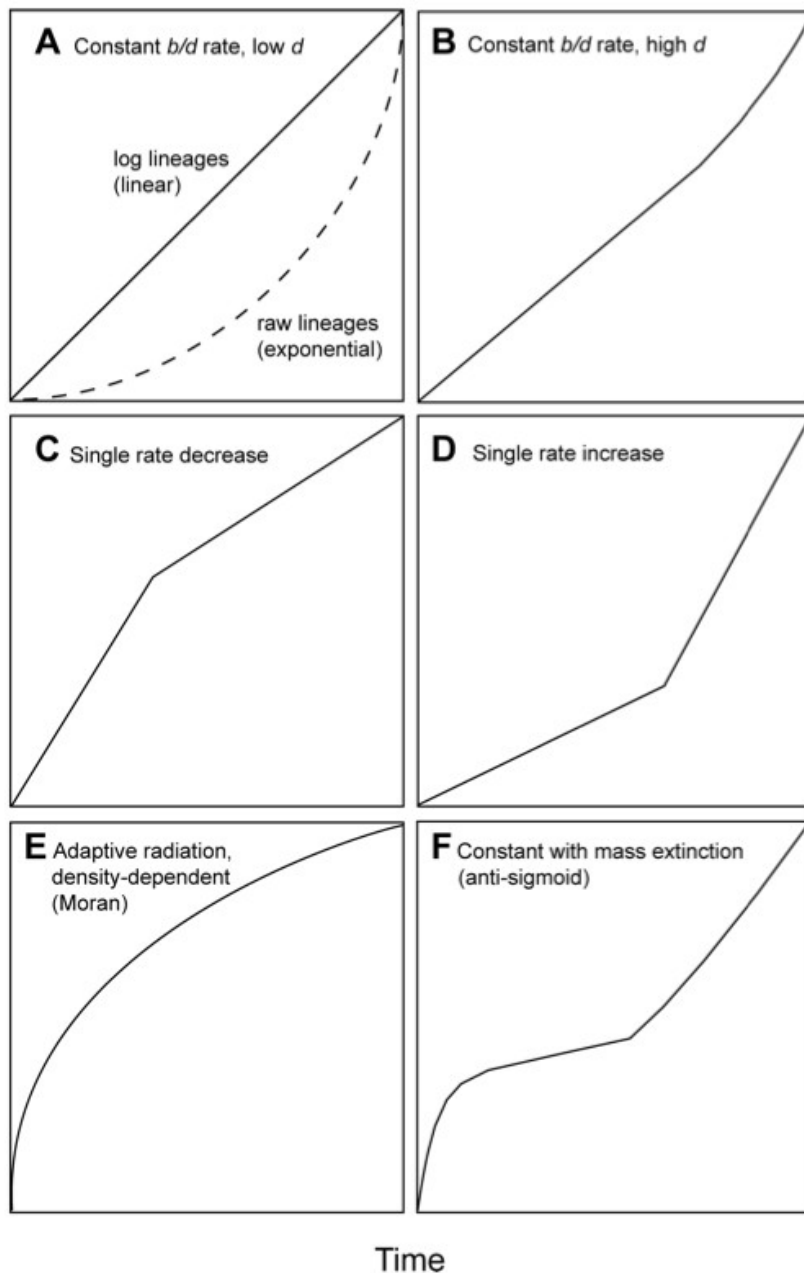 A Constant b/d rate, low d
log lineages
(linear)
raw lineages
(exponential)
B Constant b/d rate, high d
C Single rate decrease
D Single rate increase
E Adaptive radiation,
density-dependent
(Moran)
F Constant with mass extinction
(anti-sigmoid)
Time